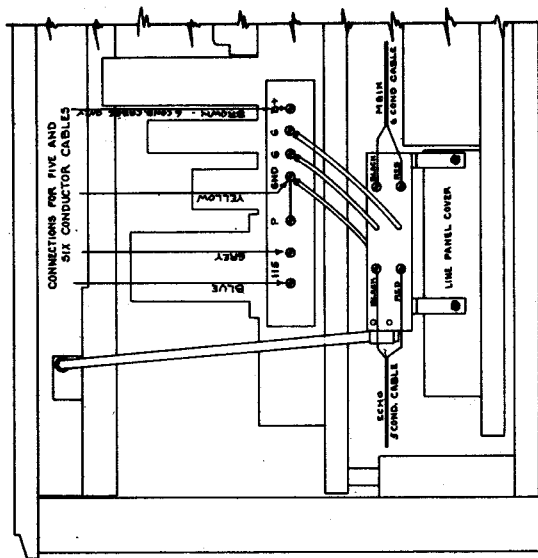 CONNECTIONS FOR FIVE AND
SIX CONDUCTOR CABLES
BROWN - 6 COND. CABLE ONLY
YELLOW
GREY
BLUE
B+
G
G
GND
P
115
MAIN
6 COND CABLE
BLACK
RED
BLACK
RED
ECHO
5 COND. CABLE
LINE PANEL COVER